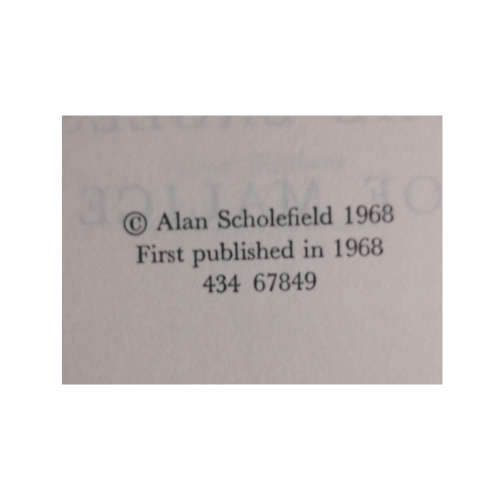 © Alan Scholefield 1968
First published in 1968
434 67849